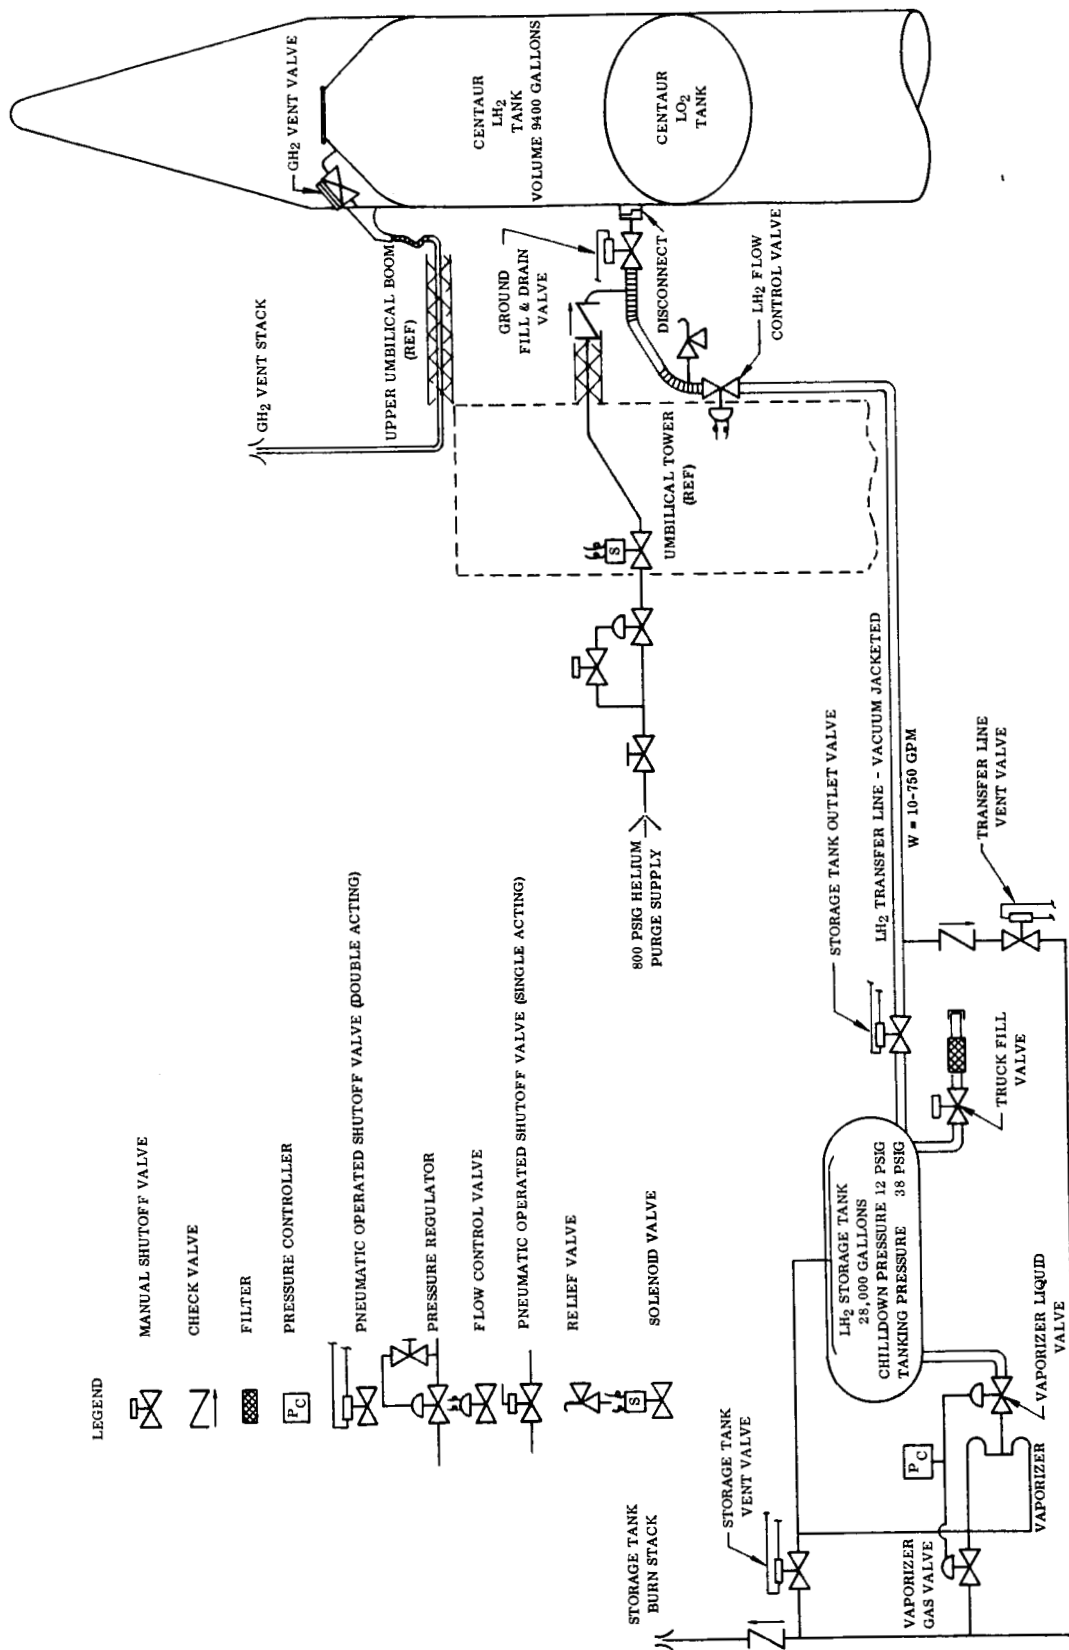 GH2 VENT STACK
UPPER UMBILICAL BOOM
(REF)
GH2 VENT VALVE
CENTAUR
LH2
TANK
VOLUME 9400 GALLONS
CENTAUR
LO2
TANK
GROUND
FILL & DRAIN
VALVE
DISCONNECT
LH2 FLOW
CONTROL VALVE
UMBILICAL TOWER
(REF)
800 PSIG HELIUM
PURGE SUPPLY
S
LEGEND
MANUAL SHUTOFF VALVE
CHECK VALVE
FILTER
PC
PRESSURE CONTROLLER
PNEUMATIC OPERATED SHUTOFF VALVE (DOUBLE ACTING)
PRESSURE REGULATOR
FLOW CONTROL VALVE
PNEUMATIC OPERATED SHUTOFF VALVE (SINGLE ACTING)
RELIEF VALVE
S
SOLENOID VALVE
STORAGE TANK
BURN STACK
STORAGE TANK
VENT VALVE
LH2 STORAGE TANK
28,000 GALLONS
CHILLDOWN PRESSURE 12 PSIG
TANKING PRESSURE 38 PSIG
STORAGE TANK OUTLET VALVE
LH2 TRANSFER LINE - VACUUM JACKETED
W = 10-750 GPM
TRUCK FILL
VALVE
TRANSFER LINE
VENT VALVE
PC
VAPORIZER
GAS VALVE
VAPORIZER
VAPORIZER LIQUID
VALVE